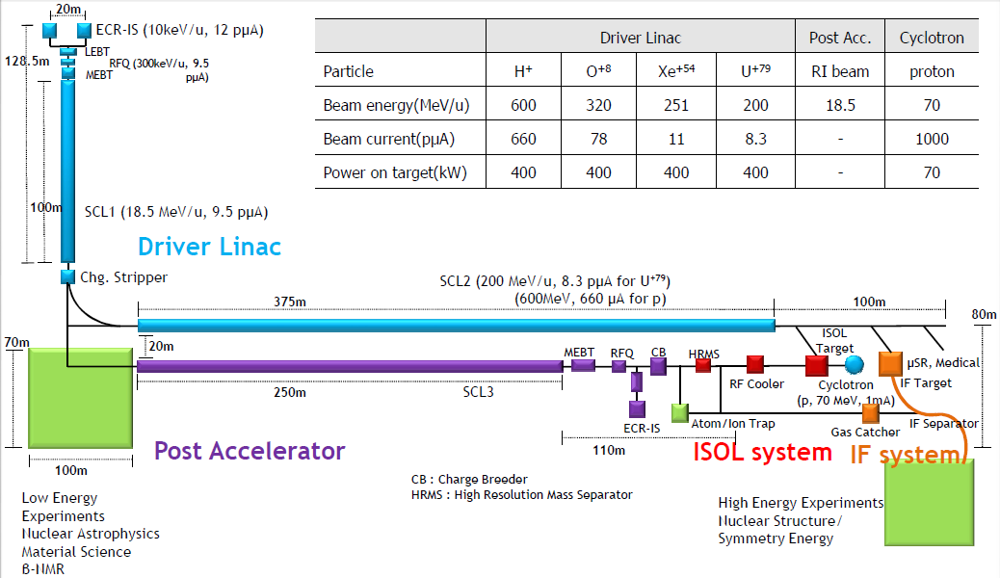 20m
ECR-IS (10keV/u, 12 pµA)
LEBT
128.5m
RFQ (300keV/u, 9.5
pµA)
MEBT
100m
SCL1 (18.5 MeV/u, 9.5 pµA)
Driver Linac
Chg. Stripper
Driver Linac Post Acc. Cyclotron
Particle H+ O+8 Xe+54 U+79 RI beam proton
Beam energy(MeV/u) 600 320 251 200 18.5 70
Beam current(pµA) 660 78 11 8.3 - 1000
Power on target(kW) 400 400 400 400 - 70
SCL2 (200 MeV/u, 8.3 pµA for U+79)
(600MeV, 660 µA for p)
375m
100m
80m
70m
20m
ISOL
Target
MEBT
RFQ
CB
HRMS
RF Cooler
Cyclotron
(p, 70 MeV, 1mA)
µSR, Medical
IF Target
250m
SCL3
ECR-IS
Atom/Ion Trap
Gas Catcher
IF Separator
110m
Post Accelerator
ISOL system
IF system
100m
CB : Charge Breeder
HRMS : High Resolution Mass Separator
Low Energy
Experiments
Nuclear Astrophysics
Material Science
β-NMR
High Energy Experiments
Nuclear Structure/
Symmetry Energy